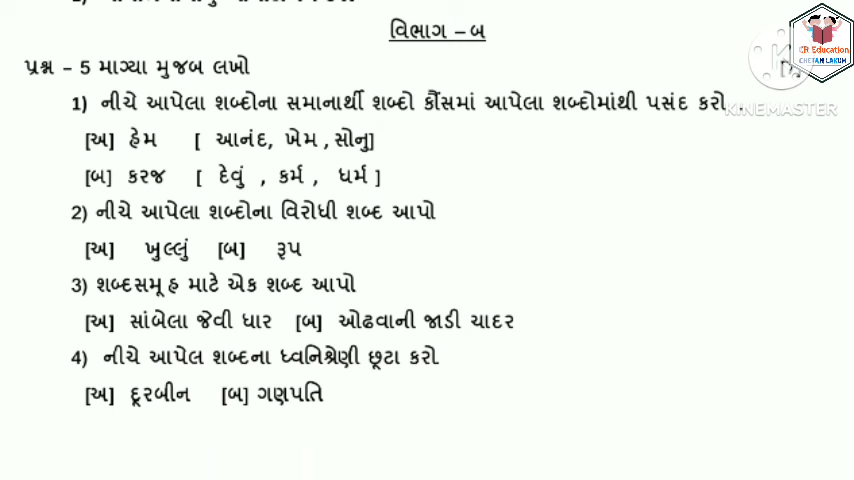 વિભાગ – બ
પ્રશ્ન – 5 માગ્યા મુજબ લખો
1) નીચે આપેલા શબ્દોના સમાનાર્થી શબ્દો કૌંસમાં આપેલા શબ્દોમાંથી પસંદ કરો .
[અ] હેમ [ આનંદ, ખેમ , સોનુ]
[બ] કરજ [ દેવું , કર્મ , ધર્મ ]
2) નીચે આપેલા શબ્દોના વિરોધી શબ્દ આપો
[અ] ખુલ્લું [બ] રૂપ
3) શબ્દસમૂહ માટે એક શબ્દ આપો
[અ] સાંબેલા જેવી ધાર [બ] ઓઢવાની જાડી ચાદર
4) નીચે આપેલ શબ્દના ધ્વનિશ્રેણી છૂટા કરો
[અ] દૂરબીન [બ] ગણપતિ
CR Education
CHETAN LAKUM
KINEMASTER